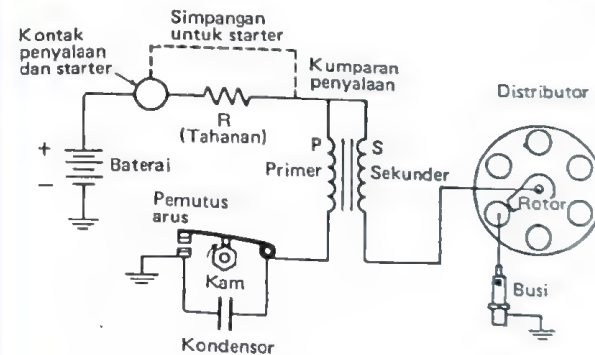 Simpangan
untuk starter
Kontak
penyalaan
dan starter
Kumparan
penyalaan
Distributor
R
(Tahanan)
P
S
+
Baterai
Primer
Sekunder
−
Pemutus
arus
Rotor
Kam
Busi
Kondensor